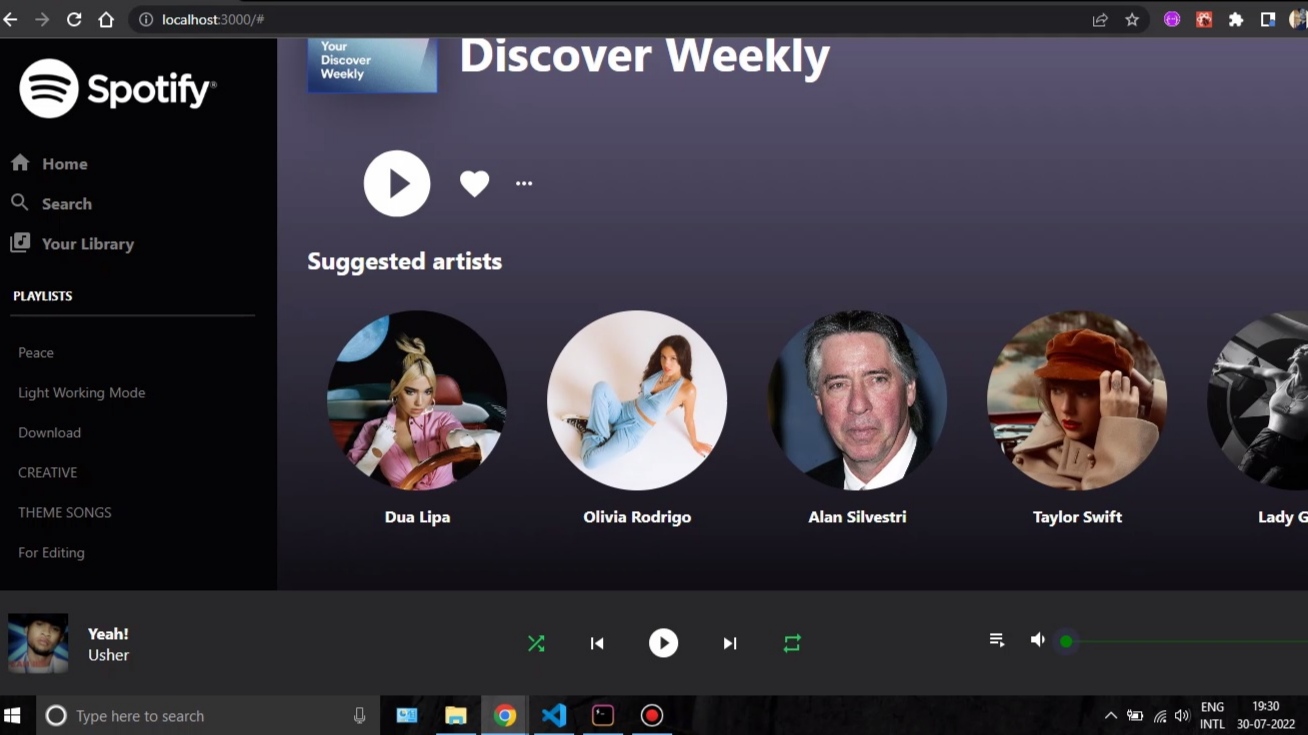 localhost:3000/#
Spotify®
Home
Search
Your Library
PLAYLISTS
Peace
Light Working Mode
Download
CREATIVE
THEME SONGS
For Editing
Your
Discover
Weekly
Discover Weekly
Suggested artists
Dua Lipa
Olivia Rodrigo
Alan Silvestri
Taylor Swift
Lady G
Yeah!
Usher
Type here to search
ENG
INTL
19:30
30-07-2022